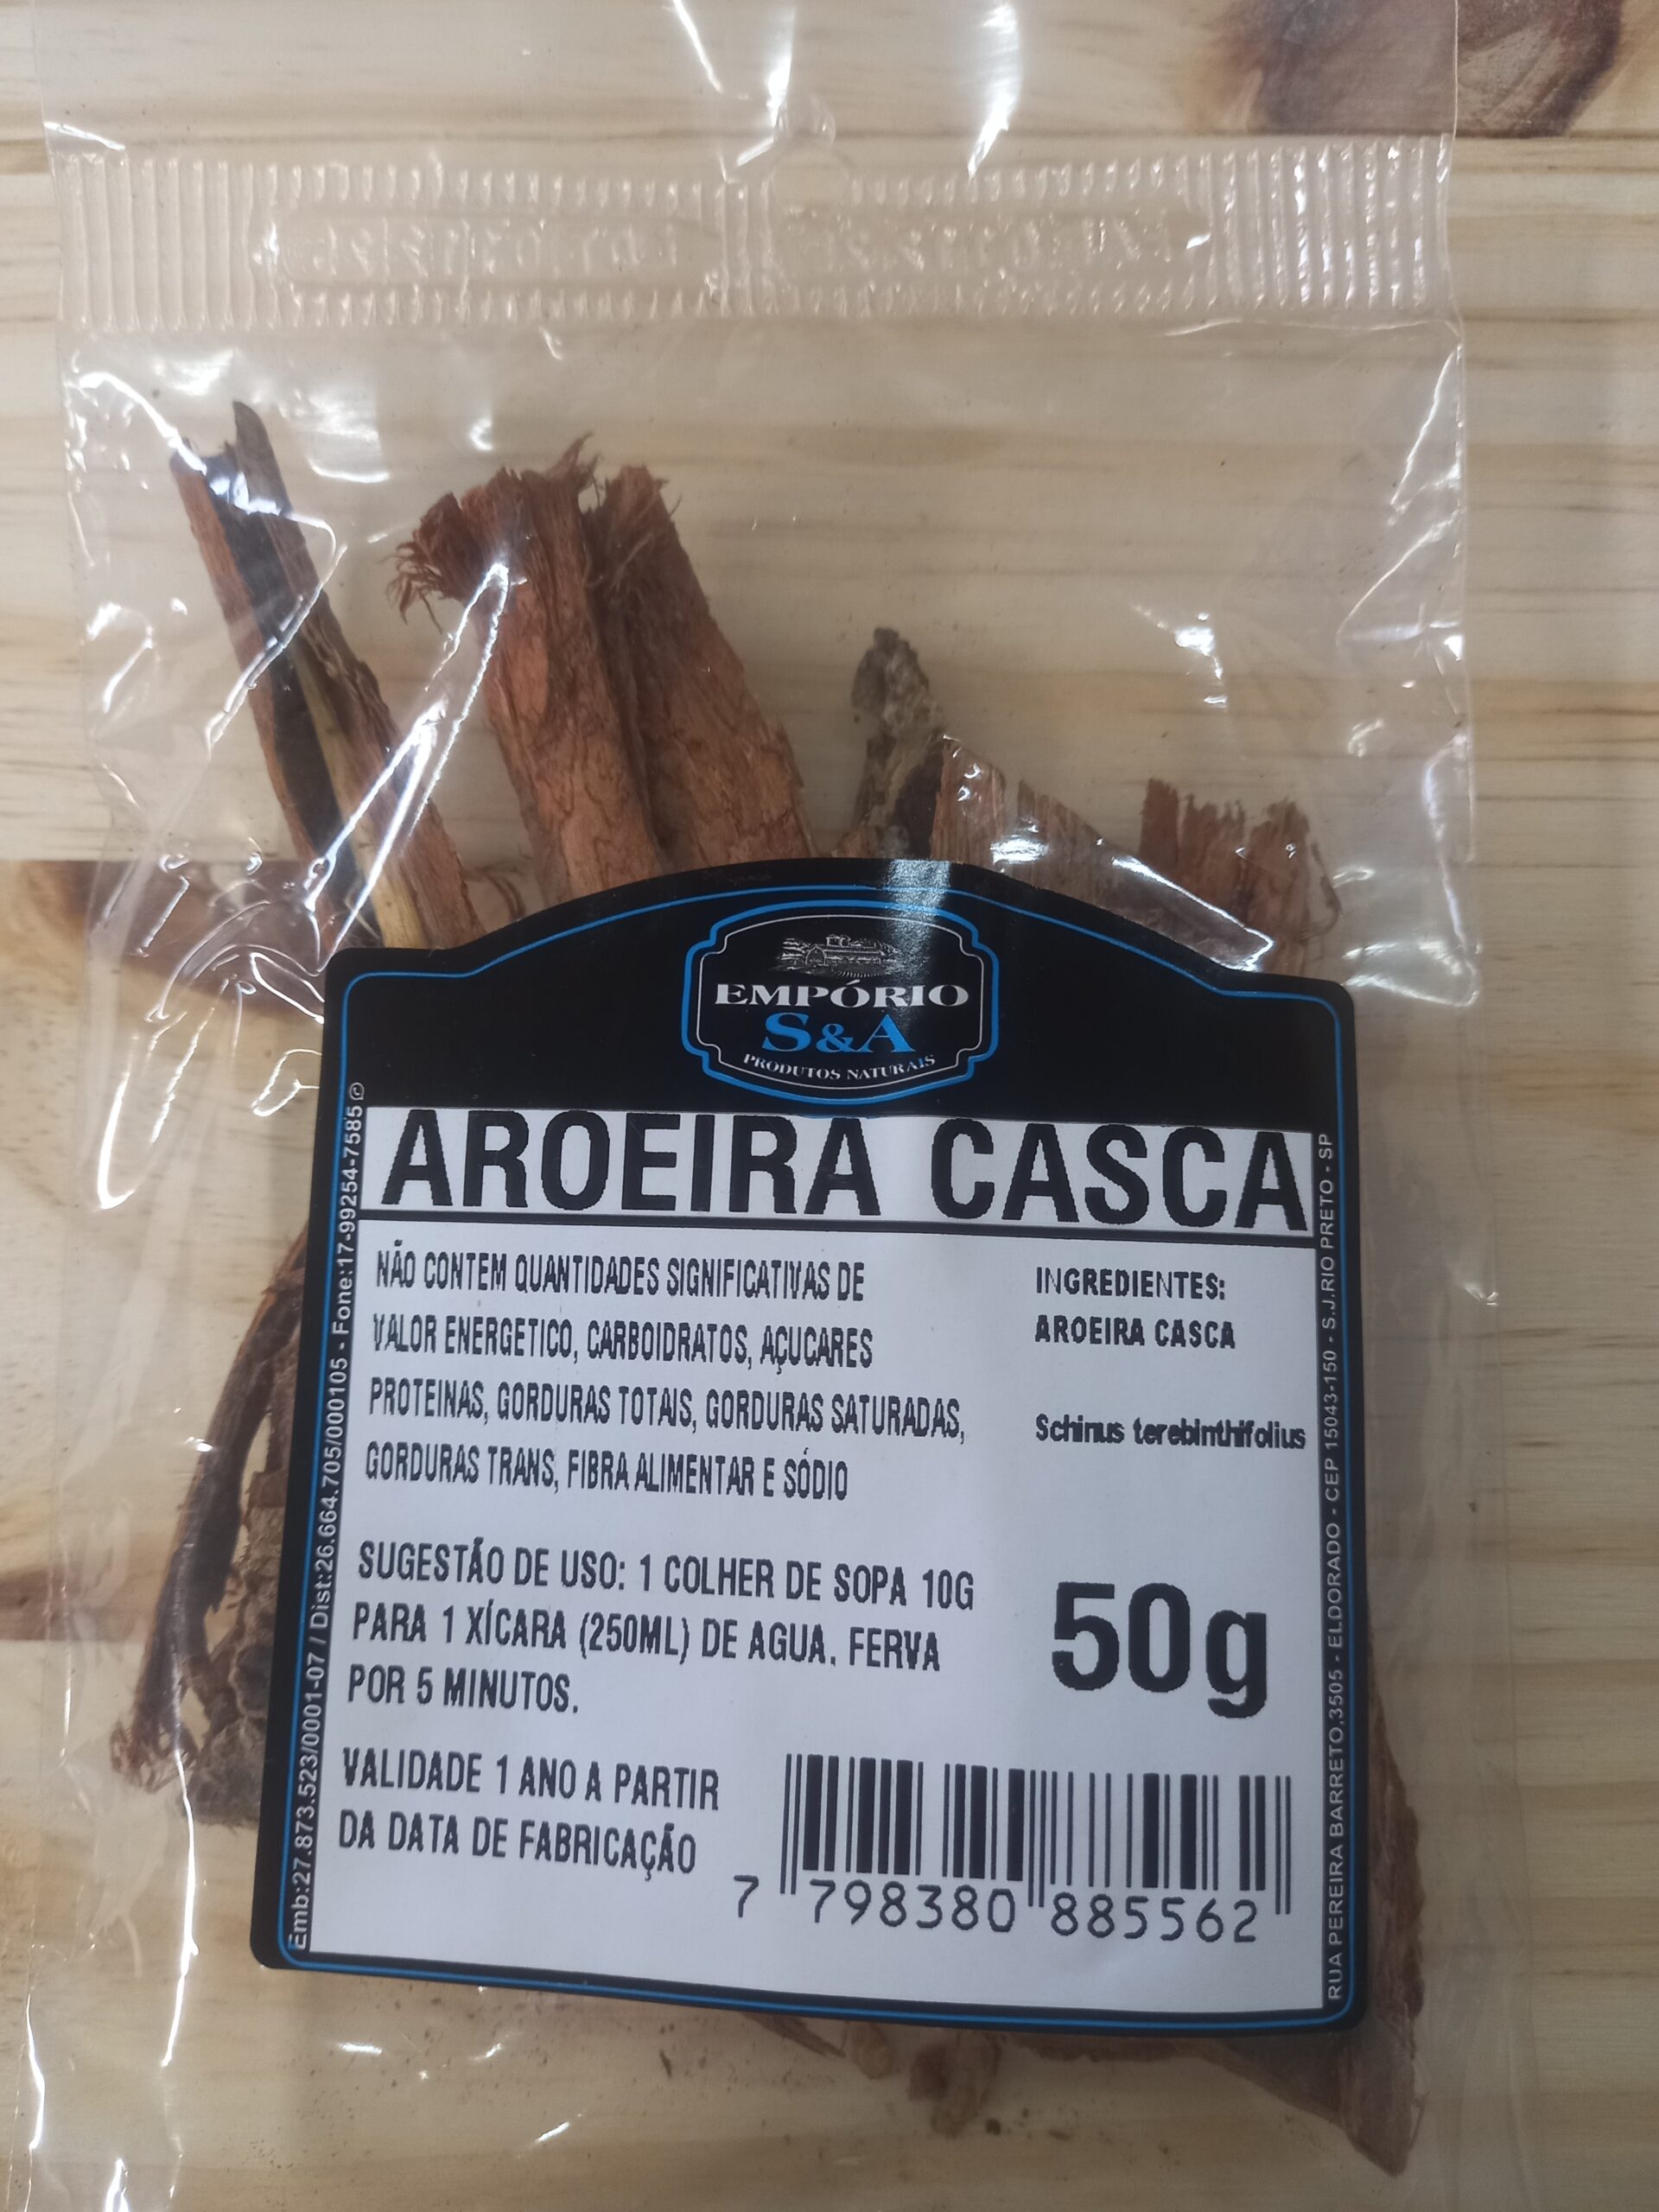 EMPÓRIO
S&A
PRODUTOS NATURAIS
AROEIRA CASCA
NÃO CONTEM QUANTIDADES SIGNIFICATIVAS DE
VALOR ENERGETICO, CARBOIDRATOS, AÇUCARES
PROTEINAS, GORDURAS TOTAIS, GORDURAS SATURADAS,
GORDURAS TRANS, FIBRA ALIMENTAR E SÓDIO
INGREDIENTES:
AROEIRA CASCA
Schinus terebinthifolius
SUGESTÃO DE USO: 1 COLHER DE SOPA 10G
PARA 1 XÍCARA (250ML) DE AGUA. FERVA
POR 5 MINUTOS.
50g
VALIDADE 1 ANO A PARTIR
DA DATA DE FABRICAÇÃO
7 798380 885562
Emb:27.873.523/0001-07 / Dist:26.664.705/000105 - Fone:17-99254-7585
RUA PEREIRA BARRETO,3505 - ELDORADO - CEP 15043-150 - S.J.RIO PRETO - SP